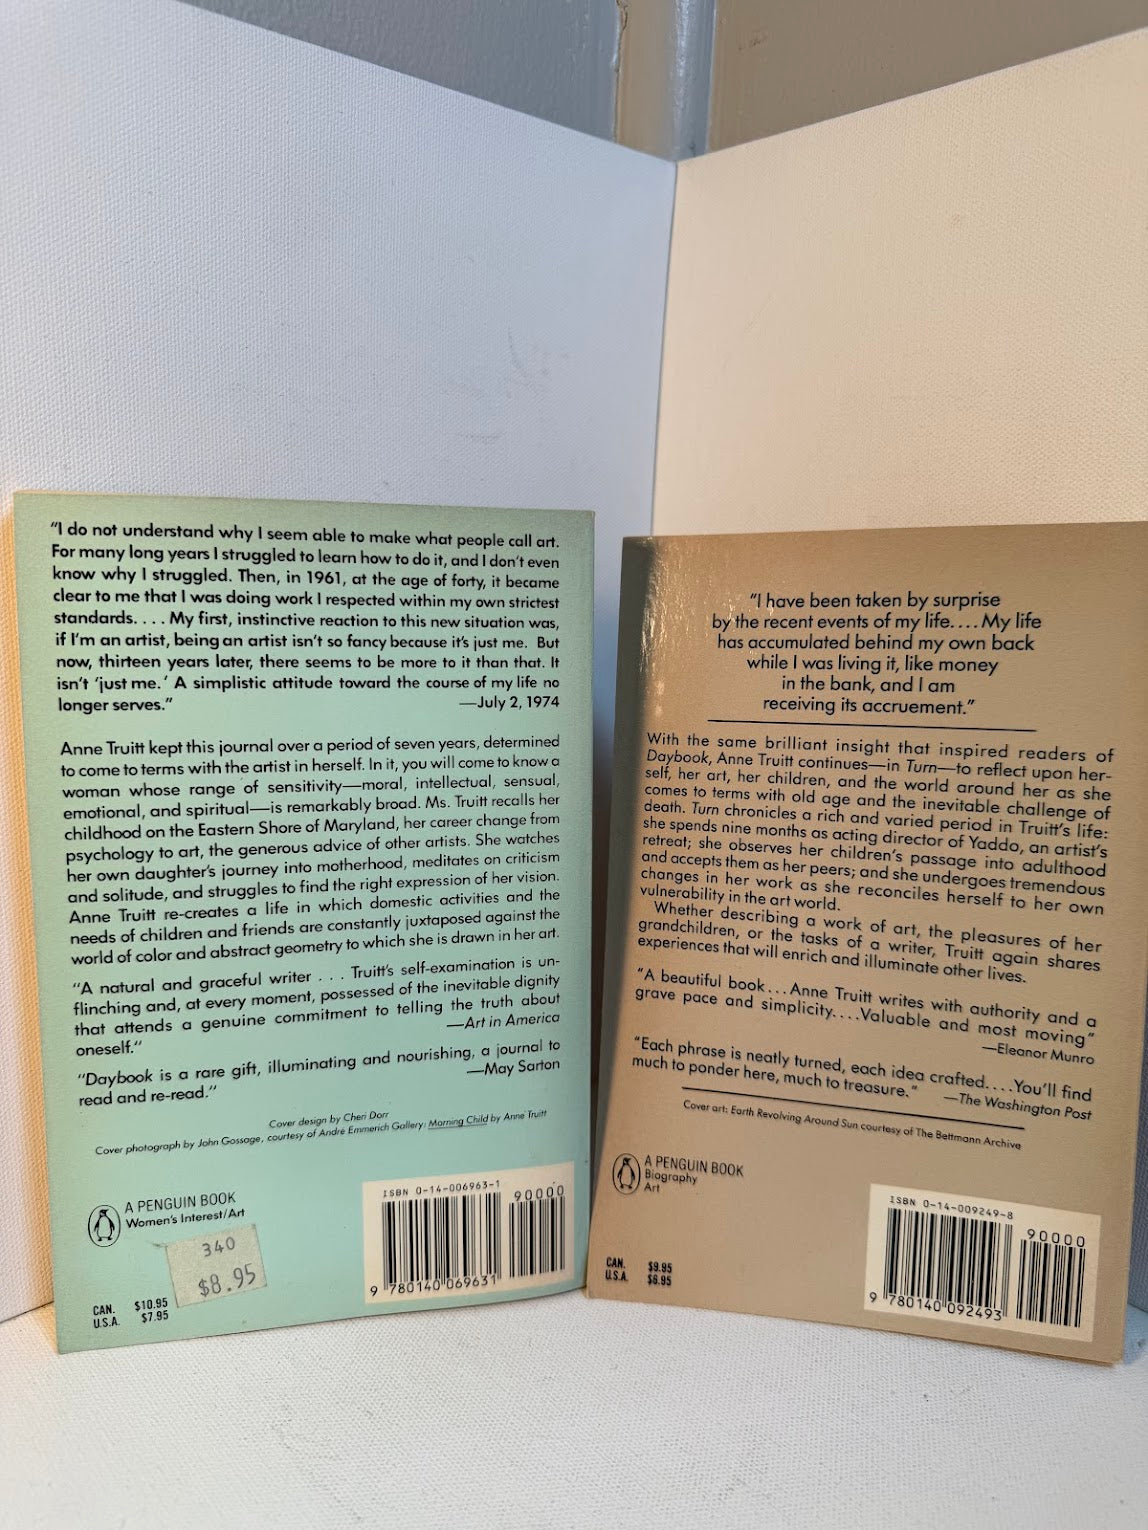 "I do not understand why I seem able to make what people call art.
For many long years I struggled to learn how to do it, and I don't even
know why I struggled. Then, in 1961, at the age of forty, it became
clear to me that I was doing work I respected within my own strictest
standards. . . . My first, instinctive reaction to this new situation was,
if I'm an artist, being an artist isn't so fancy because it's just me. But
now, thirteen years later, there seems to be more to it than that. It
isn't 'just me.' A simplistic attitude toward the course of my life no
longer serves." —July 2, 1974
Anne Truitt kept this journal over a period of seven years, determined
to come to terms with the artist in herself. In it, you will come to know a
woman whose range of sensitivity—moral, intellectual, sensual,
emotional, and spiritual—is remarkably broad. Ms. Truitt recalls her
childhood on the Eastern Shore of Maryland, her career change from
psychology to art, the generous advice of other artists. She watches
her own daughter's journey into motherhood, meditates on criticism
and solitude, and struggles to find the right expression of her vision.
Anne Truitt re-creates a life in which domestic activities and the
needs of children and friends are constantly juxtaposed against the
world of color and abstract geometry to which she is drawn in her art.
"A natural and graceful writer . . . Truitt's self-examination is un-
flinching and, at every moment, possessed of the inevitable dignity
that attends a genuine commitment to telling the truth about
oneself." —Art in America
"Daybook is a rare gift, illuminating and nourishing, a journal to
read and re-read." —May Sarton
Cover design by Cheri Dorr
Cover photograph by John Gossage, courtesy of André Emmerich Gallery: Morning Child by Anne Truitt
A PENGUIN BOOK
Women's Interest/Art
340
$8.95
CAN. $10.95
U.S.A. $7.95
ISBN 0-14-006963-1
90000
9 780140 069631
"I have been taken by surprise
by the recent events of my life. . . . My life
has accumulated behind my own back
while I was living it, like money
in the bank, and I am
receiving its accruement."
With the same brilliant insight that inspired readers of
Daybook, Anne Truitt continues—in Turn—to reflect upon her-
self, her art, her children, and the world around her as she
comes to terms with old age and the inevitable challenge of
death. Turn chronicles a rich and varied period in Truitt's life:
she spends nine months as acting director of Yaddo, an artist's
retreat; she observes her children's passage into adulthood
and accepts them as her peers; and she undergoes tremendous
changes in her work as she reconciles herself to her own
vulnerability in the art world.
Whether describing a work of art, the pleasures of her
grandchildren, or the tasks of a writer, Truitt again shares
experiences that will enrich and illuminate other lives.
"A beautiful book . . . Anne Truitt writes with authority and a
grave pace and simplicity. . . . Valuable and most moving"
—Eleanor Munro
"Each phrase is neatly turned, each idea crafted. . . . You'll find
much to ponder here, much to treasure." —The Washington Post
Cover art: Earth Revolving Around Sun courtesy of The Bettmann Archive
A PENGUIN BOOK
Biography
Art
CAN. $9.95
U.S.A. $6.95
ISBN 0-14-009249-8
90000
9 780140 092493